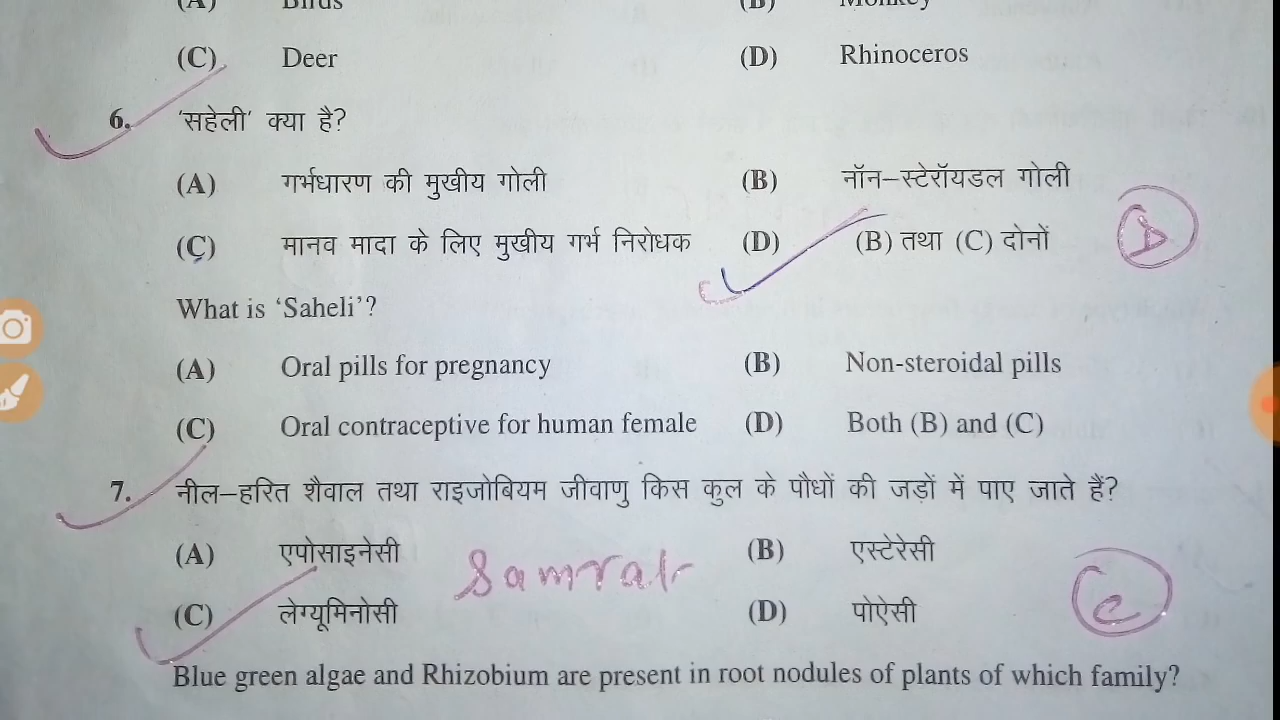 (A) Birds (B) Monkey
(C) Deer (D) Rhinoceros
6. 'सहेली' क्या है?
(A) गर्भधारण की मुखीय गोली (B) नॉन–स्टेरॉयडल गोली
(C) मानव मादा के लिए मुखीय गर्भ निरोधक (D) (B) तथा (C) दोनों D
What is ‘Saheli’?
(A) Oral pills for pregnancy (B) Non-steroidal pills
(C) Oral contraceptive for human female (D) Both (B) and (C)
7. नील–हरित शैवाल तथा राइजोबियम जीवाणु किस कुल के पौधों की जड़ों में पाए जाते हैं?
(A) एपोसाइनेसी (B) एस्टेरेसी
Samrat
(C) लेग्यूमिनोसी (D) पोऐसी C
Blue green algae and Rhizobium are present in root nodules of plants of which family?